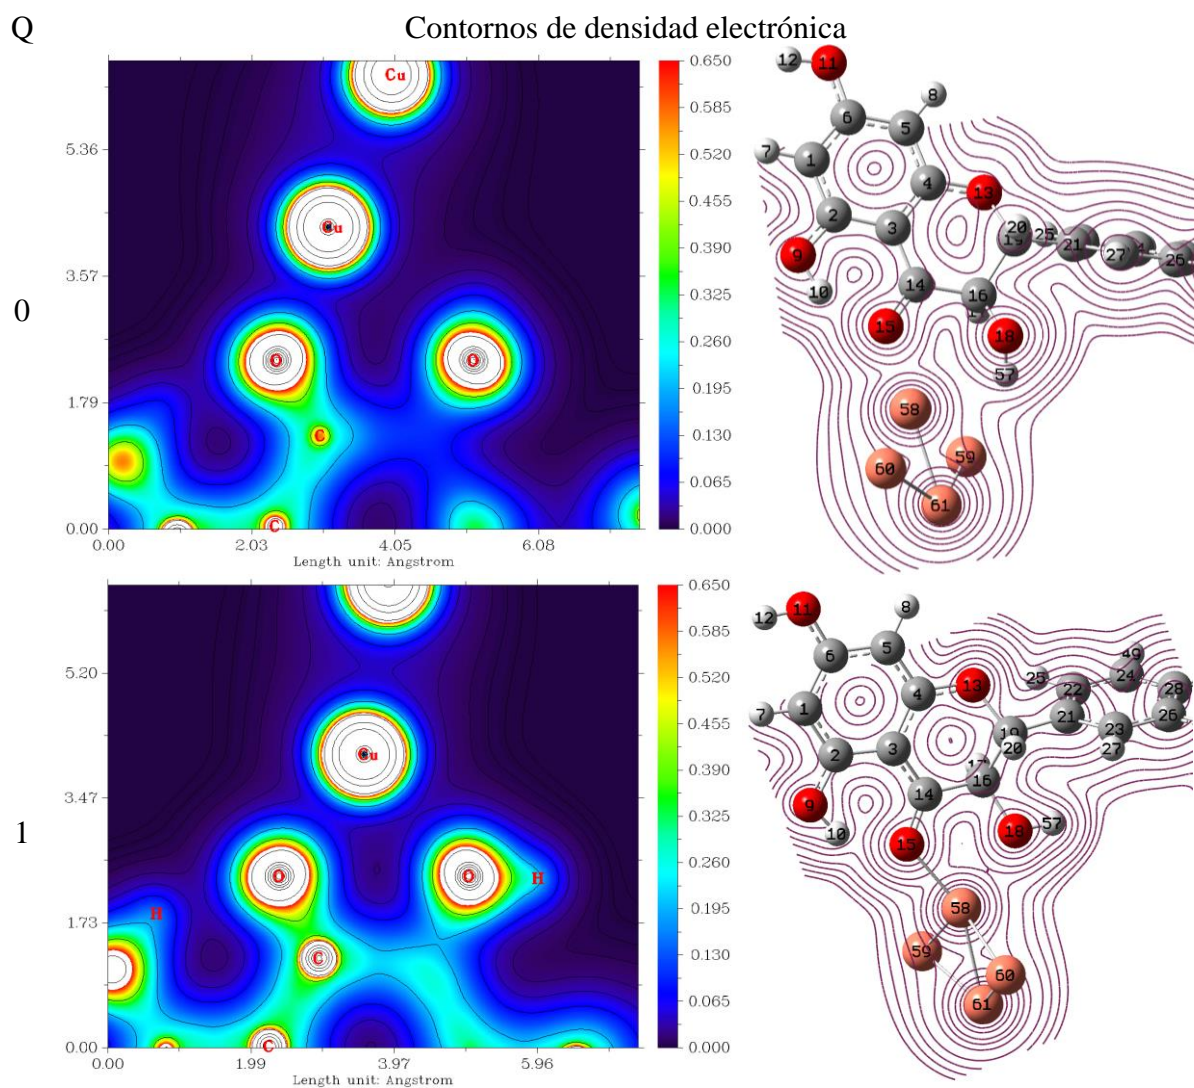 Q Contornos de densidad electrónica
0
Cu
Cu
O O
C
C
5.36
3.57
1.79
0.00
0.00 2.03 4.05 6.08
Length unit: Angstrom
0.650
0.585
0.520
0.455
0.390
0.325
0.260
0.195
0.130
0.065
0.000
12 11
8
6 5
7 1
4 13
2 3
20 25 21
27 26
9
10 14 16
15 18
57
58
59
60
61
1
Cu
O O
H
H
C
C
5.20
3.47
1.73
0.00
0.00 1.99 3.97 5.96
Length unit: Angstrom
0.650
0.585
0.520
0.455
0.390
0.325
0.260
0.195
0.130
0.065
0.000
12 11 8
49
6 5 24
25 22 28
4 13
7 1 21 26
23
19
2 3 20 27
16
14
9
10 15 18 57
58
59
60
61